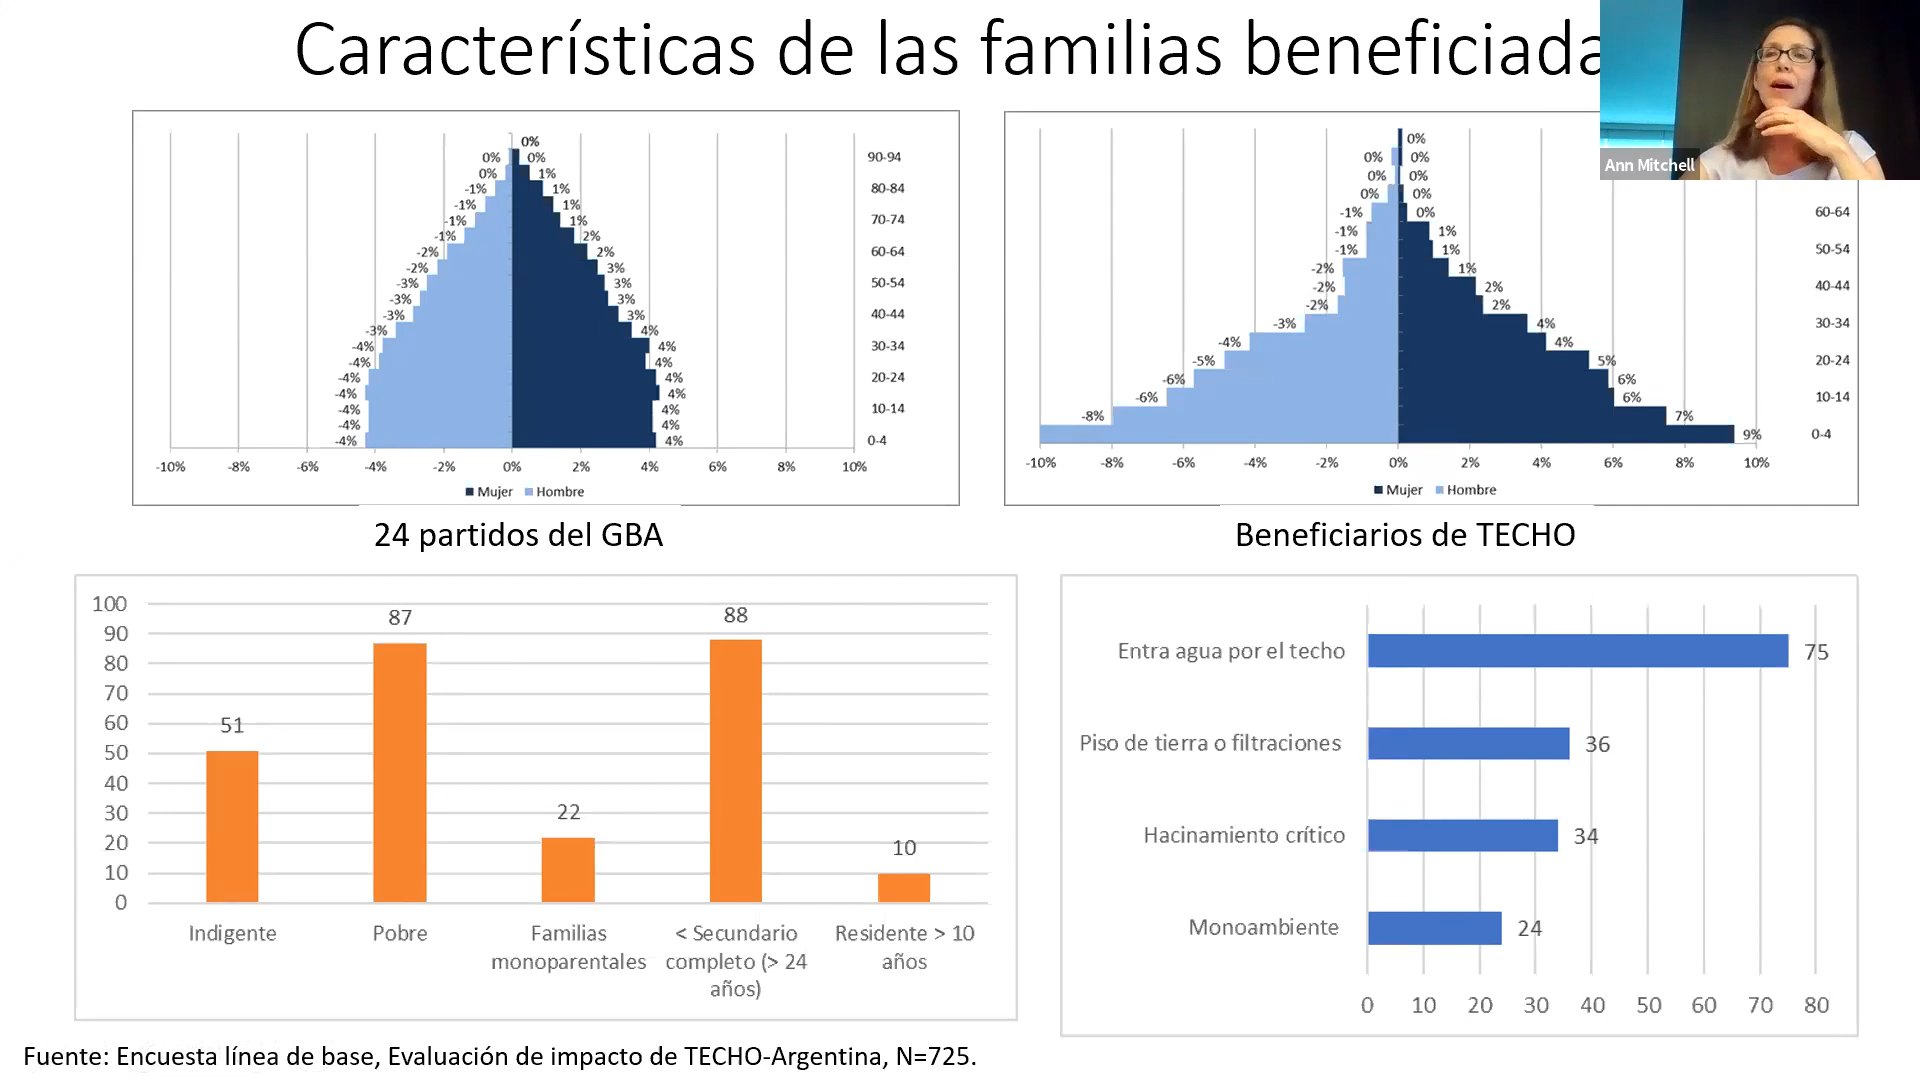 Características de las familias beneficiada
Ann Mitchell
0%
0% 0% 90-94
0% 1%
-1% 1% 80-84
-1% 1%
-1% 1% 70-74
-1% 2%
-2% 2% 60-64
-2% 3%
-3% 3% 50-54
-3% 3%
-3% 3% 40-44
-3% 4%
-4% 4% 30-34
-4% 4%
-4% 4% 20-24
-4% 4%
-4% 4% 10-14
-4% 4%
-4% 4% 0-4
-10% -8% -6% -4% -2% 0% 2% 4% 6% 8% 10%
Mujer Hombre
24 partidos del GBA
0%
0% 0%
0% 0%
0% 0%
-1% 0% 60-64
-1% 1%
-1% 1% 50-54
-2% 1%
-2% 2% 40-44
-2% 2%
-3% 4% 30-34
-4% 4%
-5% 5% 20-24
-6% 6%
-6% 6% 10-14
-8% 7%
9% 0-4
-10% -8% -6% -4% -2% 0% 2% 4% 6% 8% 10%
Mujer Hombre
Beneficiarios de TECHO
100
90
80
70
60
50
40
30
20
10
0
51
87
22
88
10
Indigente
Pobre
Familias
monoparentales
< Secundario
completo (> 24
años)
Residente > 10
años
Entra agua por el techo 75
Piso de tierra o filtraciones 36
Hacinamiento crítico 34
Monoambiente 24
0 10 20 30 40 50 60 70 80
Fuente: Encuesta línea de base, Evaluación de impacto de TECHO-Argentina, N=725.